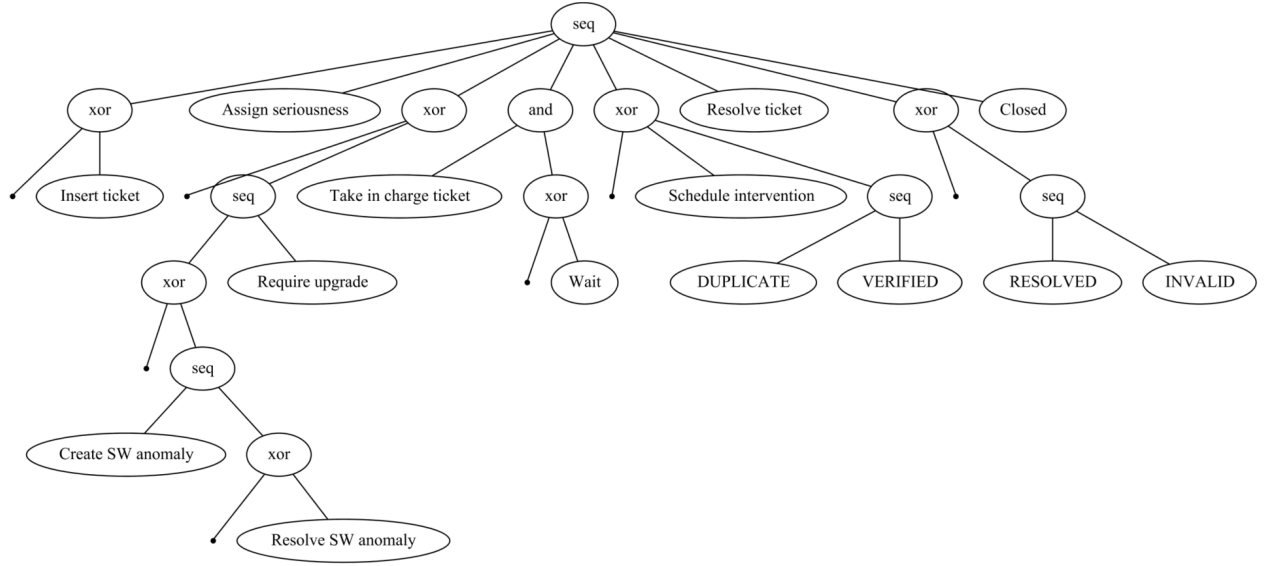 seq
xor
Assign seriousness
xor
and
xor
Resolve ticket
xor
Closed
Insert ticket
seq
Take in charge ticket
xor
Schedule intervention
seq
seq
xor
Require upgrade
Wait
DUPLICATE
VERIFIED
RESOLVED
INVALID
seq
Create SW anomaly
xor
Resolve SW anomaly